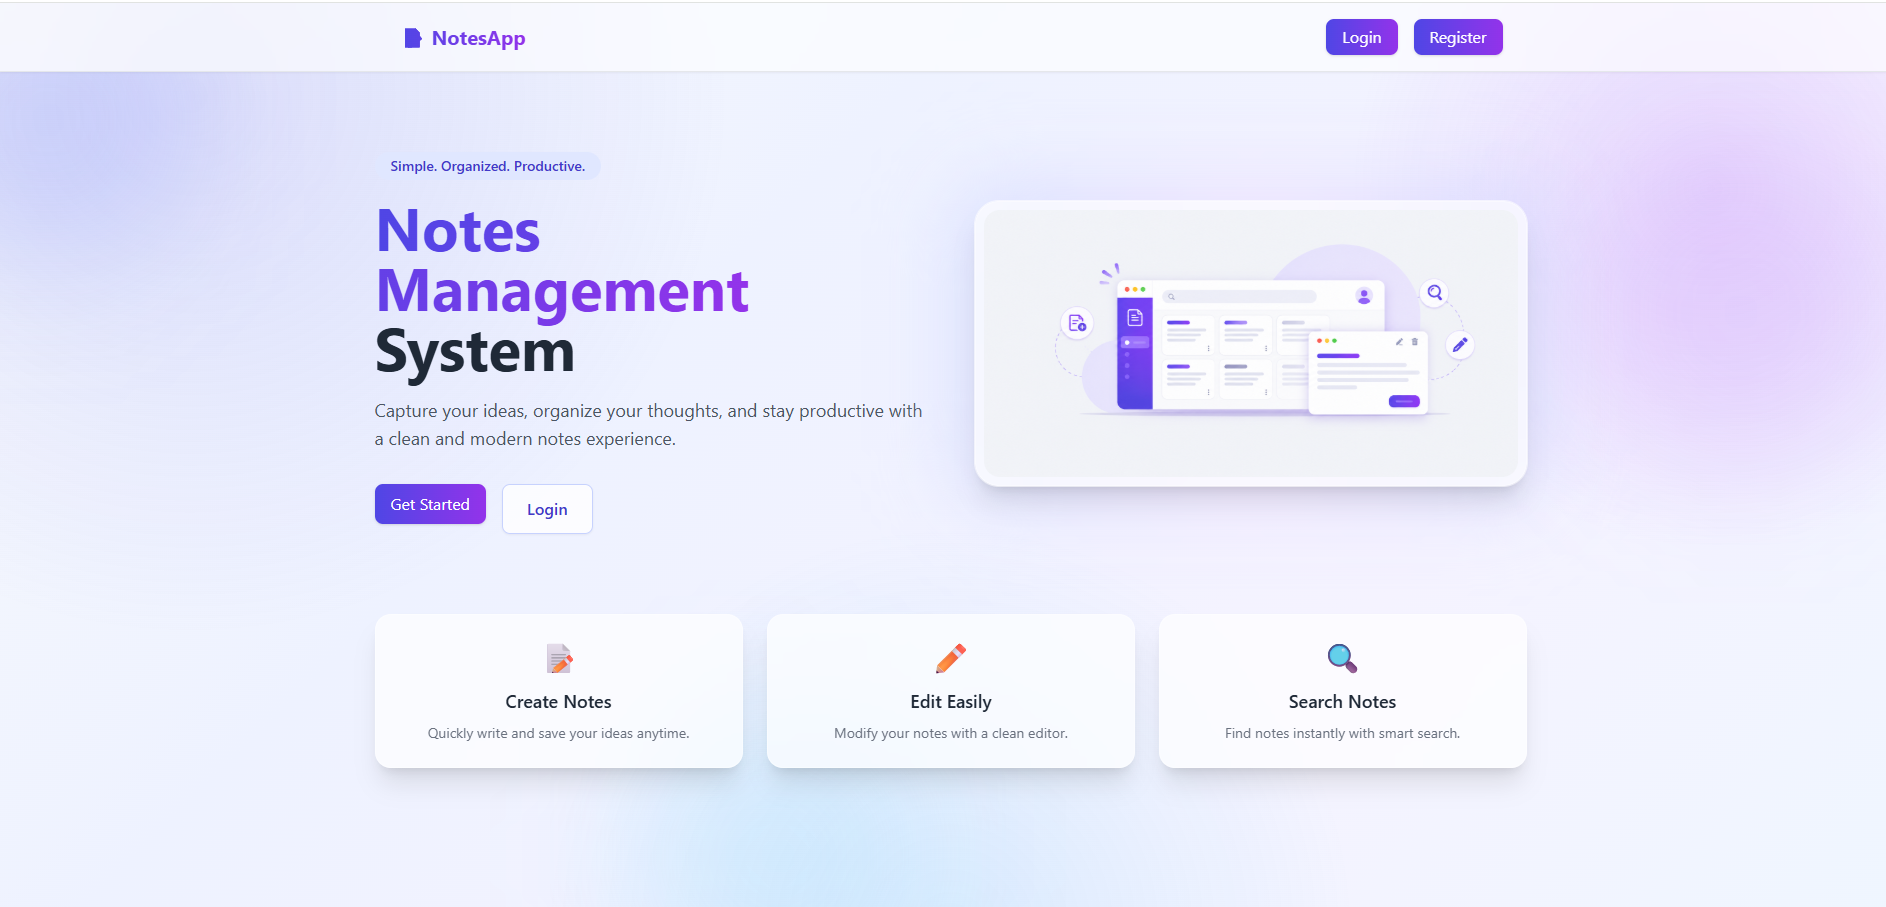 NotesApp
Login
Register
Simple. Organized. Productive.
Notes
Management
System
Capture your ideas, organize your thoughts, and stay productive with
a clean and modern notes experience.
Get Started
Login
Create Notes
Quickly write and save your ideas anytime.
Edit Easily
Modify your notes with a clean editor.
Search Notes
Find notes instantly with smart search.